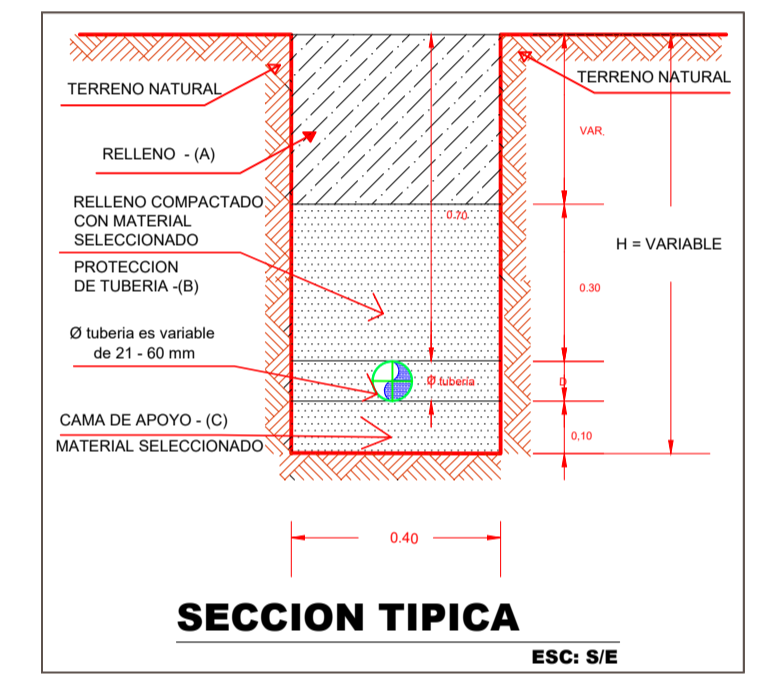 TERRENO NATURAL
TERRENO NATURAL
VAR.
RELLENO - (A)
RELLENO COMPACTADO
CON MATERIAL
SELECCIONADO
0.70
H = VARIABLE
PROTECCION
DE TUBERIA -(B)
0.30
Ø tuberia es variable
de 21 - 60 mm
Ø tuberia
D
CAMA DE APOYO - (C)
MATERIAL SELECCIONADO
0,10
0.40
SECCION TIPICA
ESC: S/E